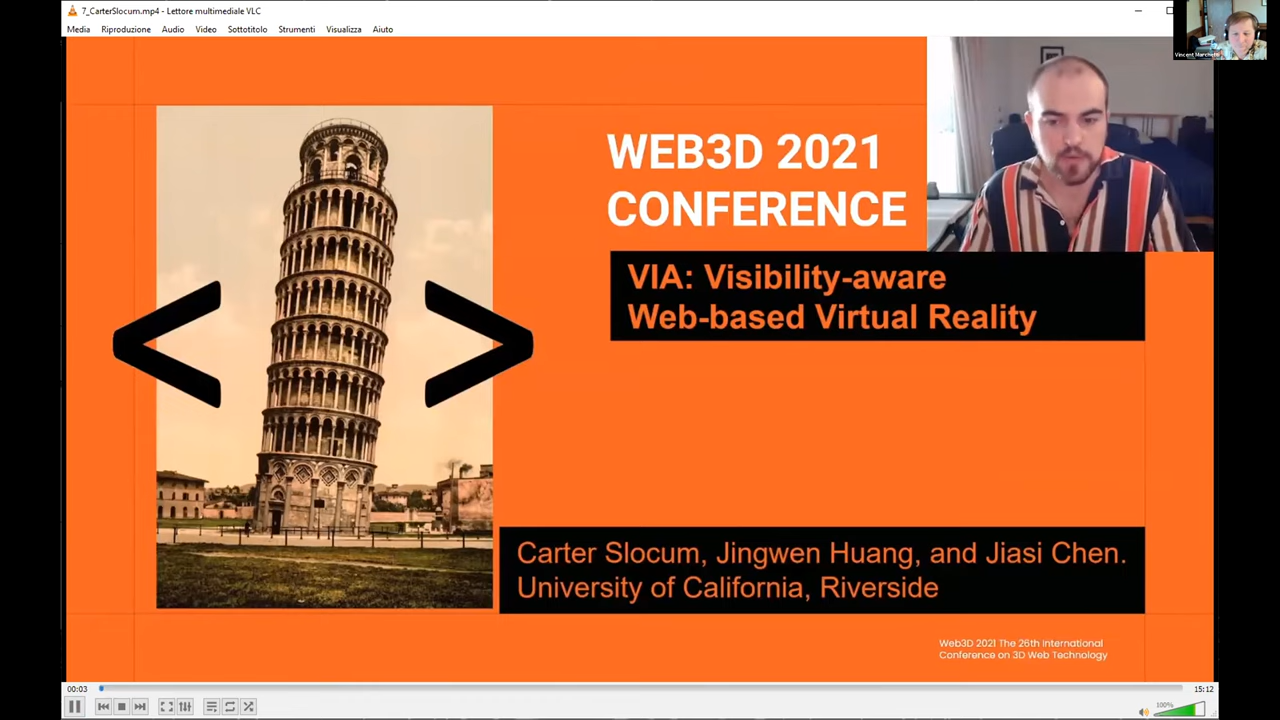 7_CarterSlocum.mp4 - Lettore multimediale VLC
Media Riproduzione Audio Video Sottotitolo Strumenti Visualizza Aiuto
Vincent Marchetti
WEB3D 2021
CONFERENCE
VIA: Visibility-aware
Web-based Virtual Reality
Carter Slocum, Jingwen Huang, and Jiasi Chen.
University of California, Riverside
Web3D 2021 The 26th International
Conference on 3D Web Technology
00:03
15:12
100%